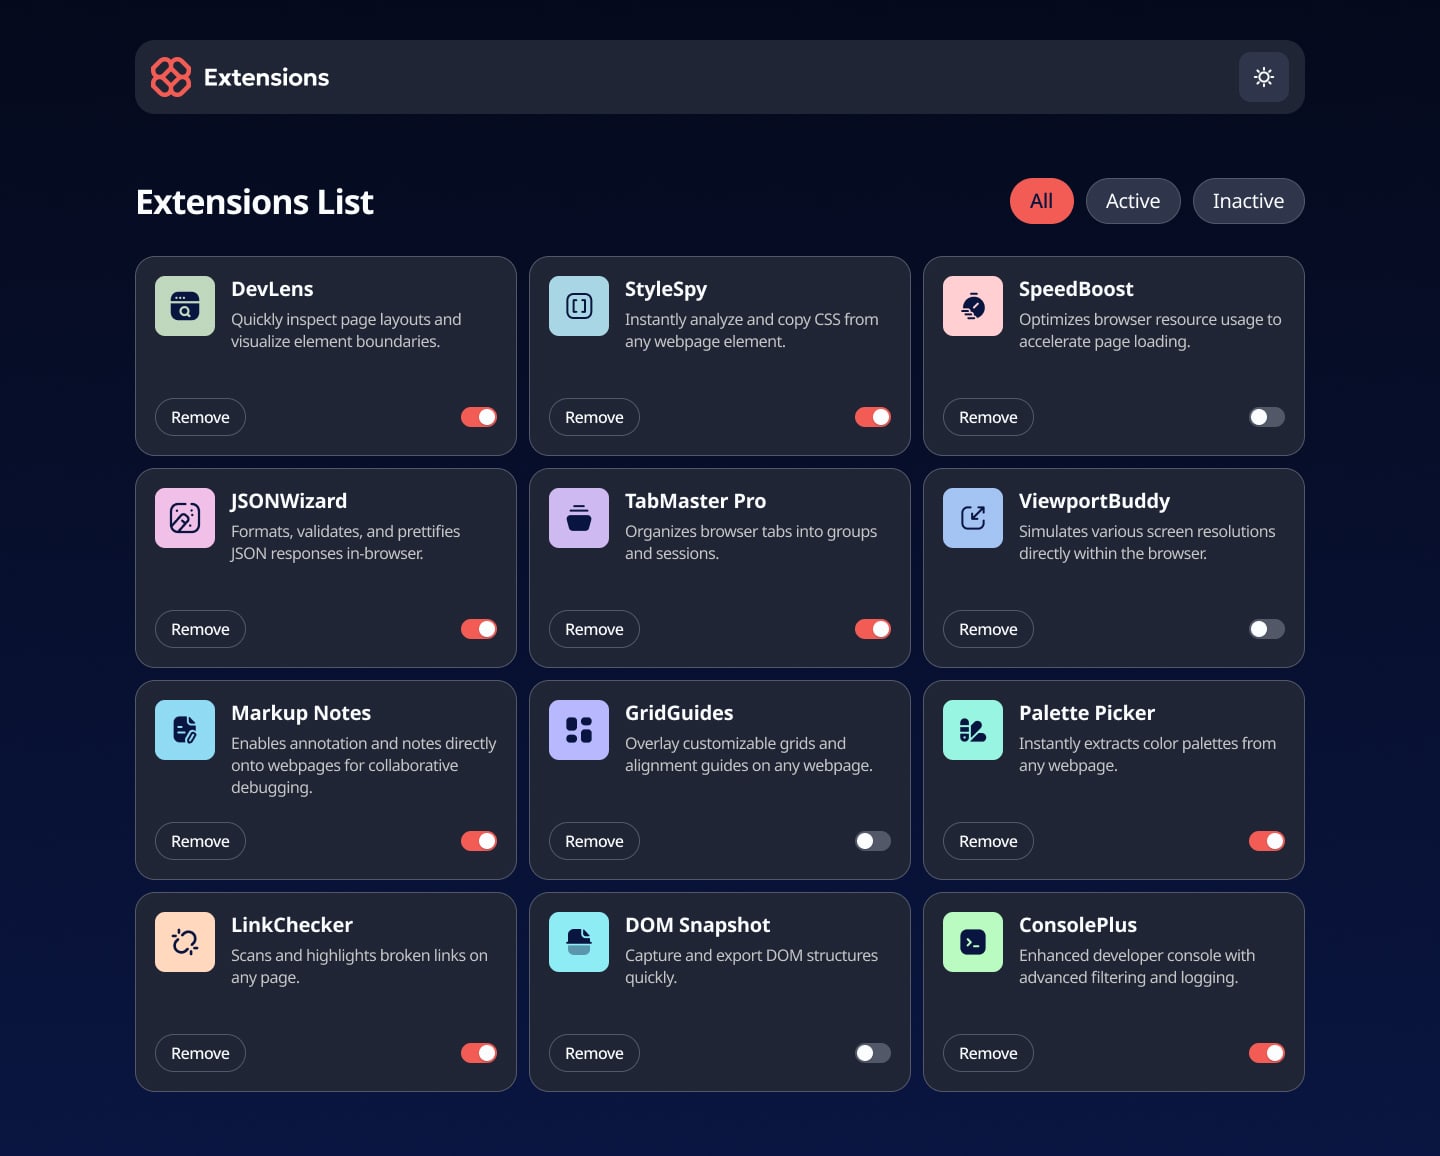 Extensions
Extensions List
All
Active
Inactive
DevLens
Quickly inspect page layouts and
visualize element boundaries.
Remove
StyleSpy
Instantly analyze and copy CSS from
any webpage element.
Remove
SpeedBoost
Optimizes browser resource usage to
accelerate page loading.
Remove
JSONWizard
Formats, validates, and prettifies
JSON responses in-browser.
Remove
TabMaster Pro
Organizes browser tabs into groups
and sessions.
Remove
ViewportBuddy
Simulates various screen resolutions
directly within the browser.
Remove
Markup Notes
Enables annotation and notes directly
onto webpages for collaborative
debugging.
Remove
GridGuides
Overlay customizable grids and
alignment guides on any webpage.
Remove
Palette Picker
Instantly extracts color palettes from
any webpage.
Remove
LinkChecker
Scans and highlights broken links on
any page.
Remove
DOM Snapshot
Capture and export DOM structures
quickly.
Remove
ConsolePlus
Enhanced developer console with
advanced filtering and logging.
Remove